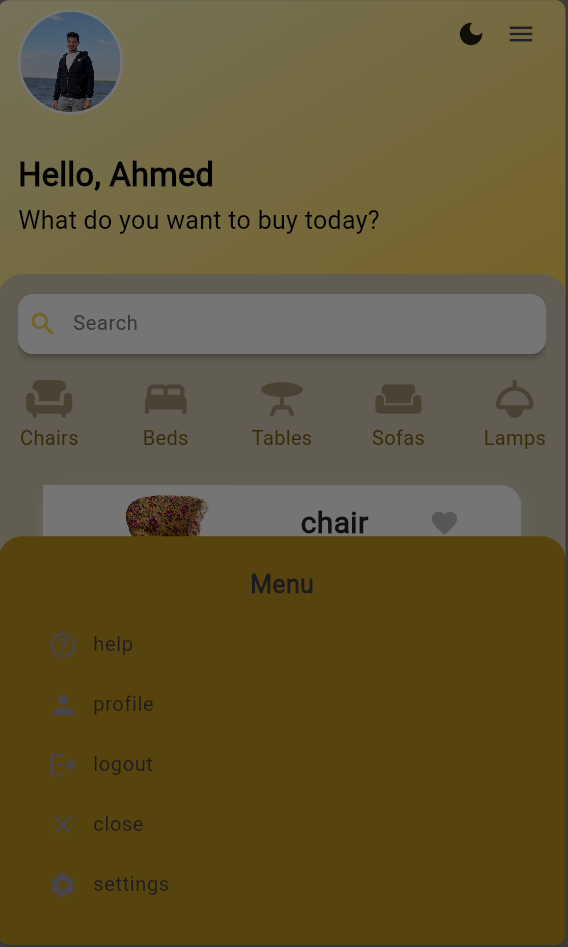 Hello, Ahmed
What do you want to buy today?
Search
Chairs Beds Tables Sofas Lamps
chair
Menu
help
profile
logout
close
settings